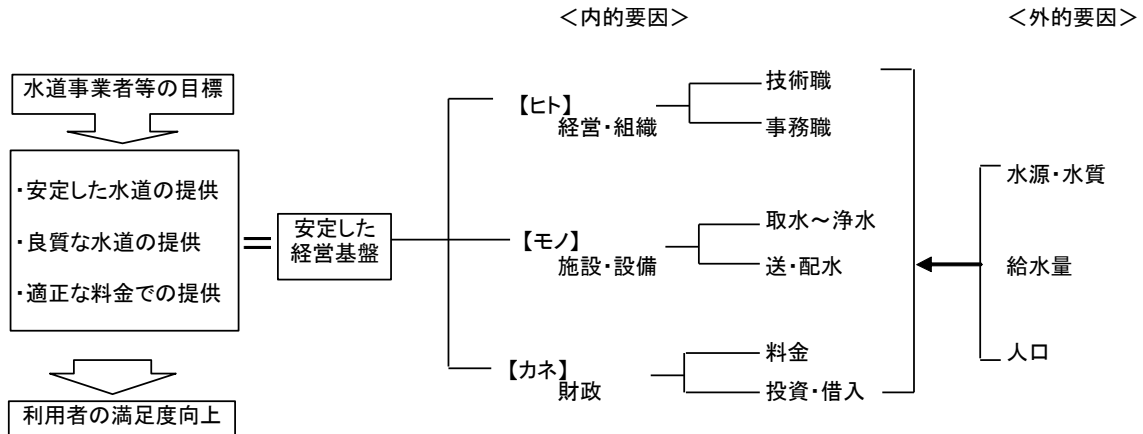 ＜内的要因＞
＜外的要因＞
水道事業者等の目標
・安定した水道の提供
・良質な水道の提供
・適正な料金での提供
利用者の満足度向上
＝
安定した
経営基盤
【ヒト】
経営・組織
技術職
事務職
【モノ】
施設・設備
取水～浄水
送・配水
【カネ】
財政
料金
投資・借入
水源・水質
給水量
人口